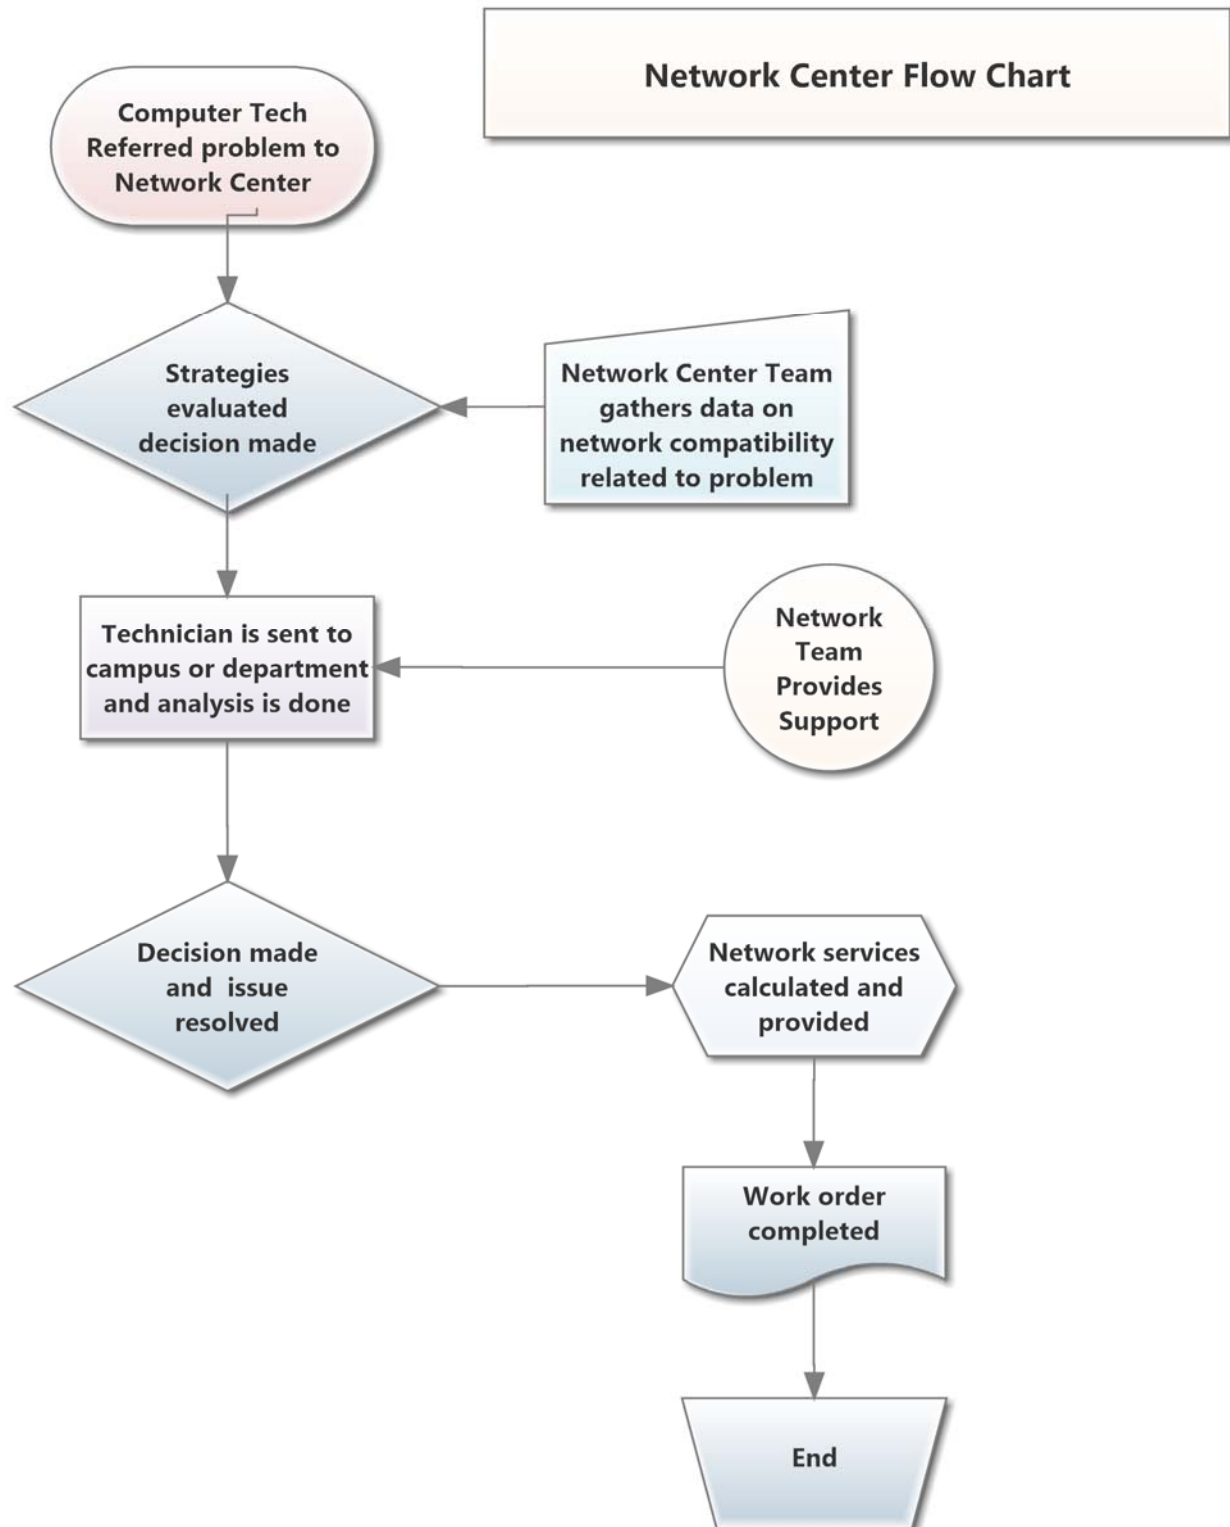 Network Center Flow Chart
Computer Tech
Referred problem to
Network Center
Strategies
evaluated
decision made
Network Center Team
gathers data on
network compatibility
related to problem
Technician is sent to
campus or department
and analysis is done
Network
Team
Provides
Support
Decision made
and  issue
resolved
Network services
calculated and
provided
Work order
completed
End